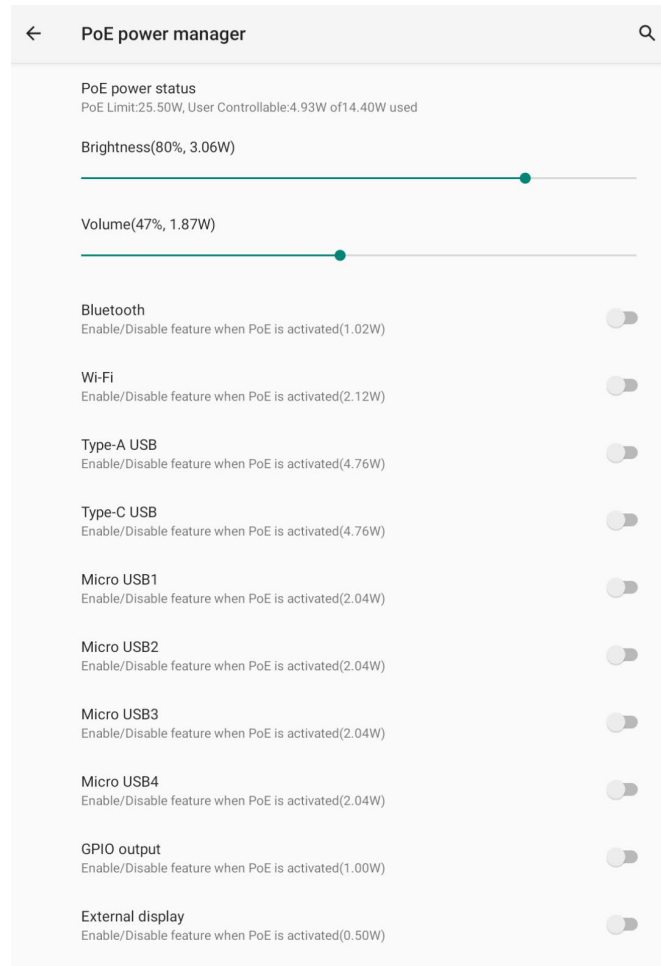 PoE power manager
PoE power status
PoE Limit:25.50W, User Controllable:4.93W of14.40W used
Brightness(80%, 3.06W)
Volume(47%, 1.87W)
Bluetooth
Enable/Disable feature when PoE is activated(1.02W)
Wi-Fi
Enable/Disable feature when PoE is activated(2.12W)
Type-A USB
Enable/Disable feature when PoE is activated(4.76W)
Type-C USB
Enable/Disable feature when PoE is activated(4.76W)
Micro USB1
Enable/Disable feature when PoE is activated(2.04W)
Micro USB2
Enable/Disable feature when PoE is activated(2.04W)
Micro USB3
Enable/Disable feature when PoE is activated(2.04W)
Micro USB4
Enable/Disable feature when PoE is activated(2.04W)
GPIO output
Enable/Disable feature when PoE is activated(1.00W)
External display
Enable/Disable feature when PoE is activated(0.50W)